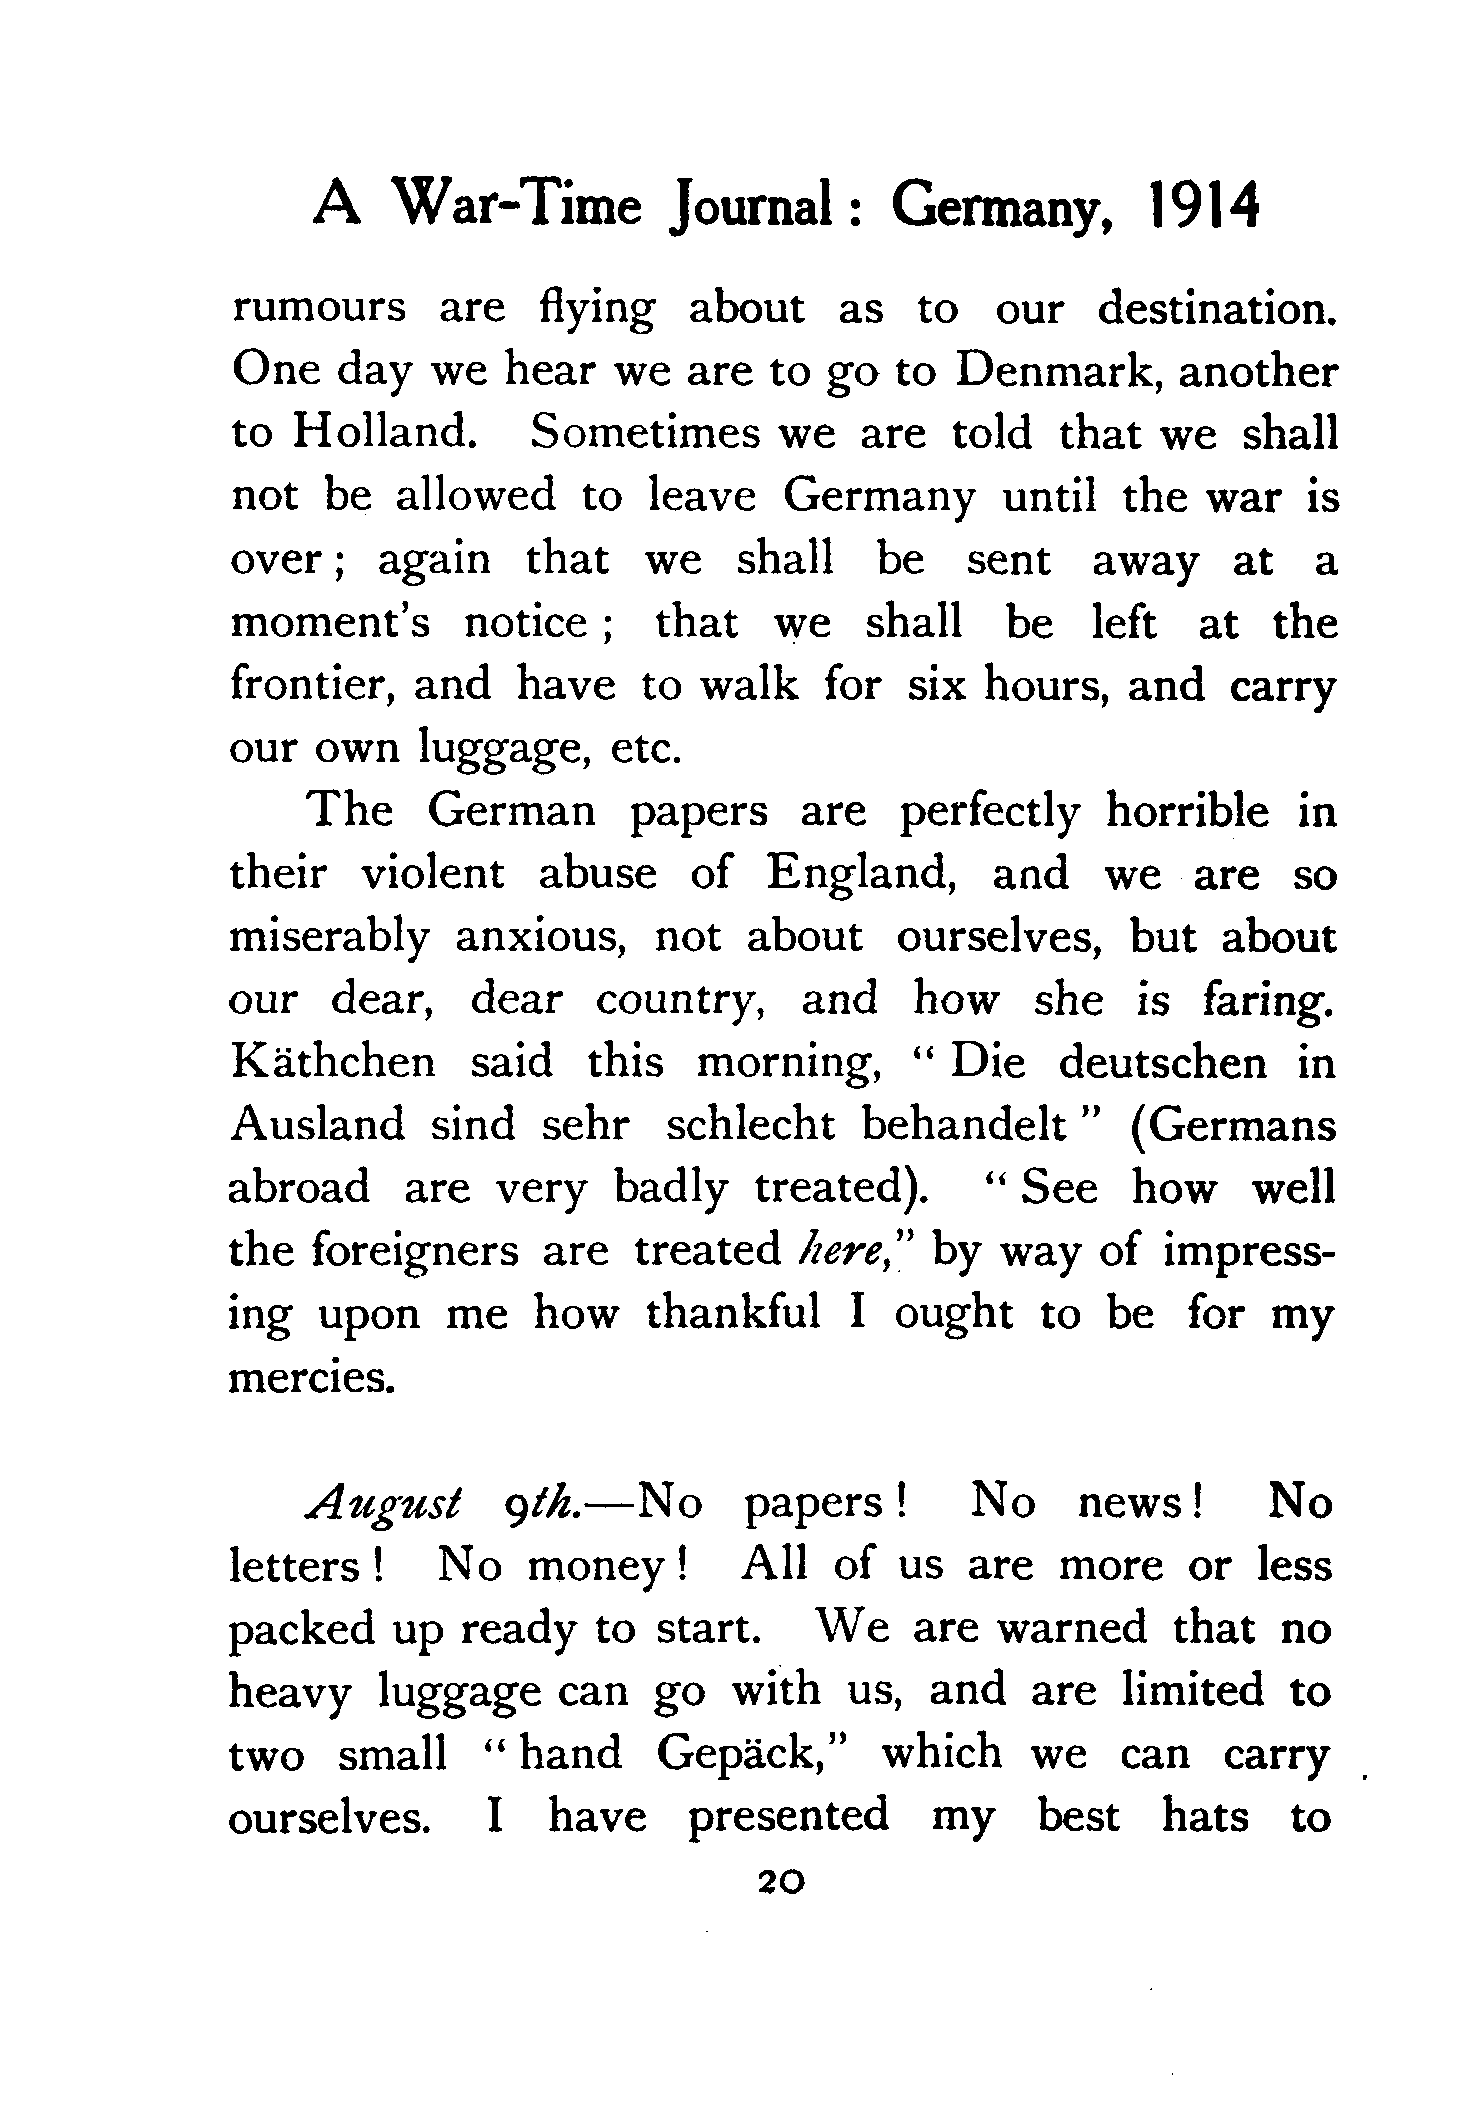 A War-Time Journal: Germany, 1914
rumours are flying about as to our destination.
One day we hear we are to go to Denmark, another
to Holland. Sometimes we are told that we shall
not be allowed to leave Germany until the war is
over; again that we shall be sent away at a
moment's notice; that we shall be left at the
frontier, and have to walk for six hours, and carry
our own luggage, etc.
The German papers are perfectly horrible in
their violent abuse of England, and we are so
miserably anxious, not about ourselves, but about
our dear, dear country, and how she is faring.
Käthchen said this morning, "Die deutschen in
Ausland sind sehr schlecht behandelt" (Germans
abroad are very badly treated). "See how well
the foreigners are treated here," by way of impress-
ing upon me how thankful I ought to be for my
mercies.
August 9th.—No papers! No news! No
letters! No money! All of us are more or less
packed up ready to start. We are warned that no
heavy luggage can go with us, and are limited to
two small "hand Gepäck," which we can carry
ourselves. I have presented my best hats to
20